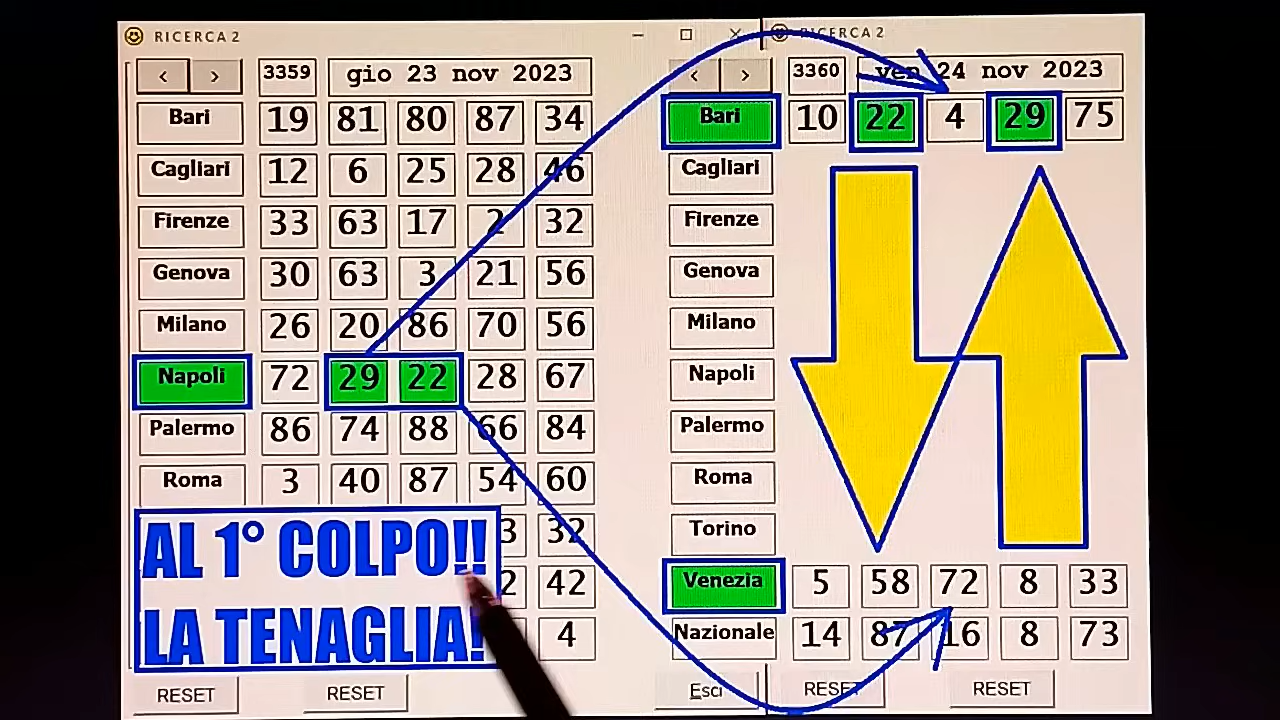 RICERCA 2
< > 3359 gio 23 nov 2023
Bari 19 81 80 87 34
Cagliari 12 6 25 28 46
Firenze 33 63 17 2 32
Genova 30 63 3 21 56
Milano 26 20 86 70 56
Napoli 72 29 22 28 67
Palermo 86 74 88 66 84
Roma 3 40 87 54 60
3 32
2 42
4
AL 1° COLPO!!
LA TENAGLIA!
RESET RESET
RICERCA 2
< > 3360 ven 24 nov 2023
Bari 10 22 4 29 75
Cagliari
Firenze
Genova
Milano
Napoli
Palermo
Roma
Torino
Venezia 5 58 72 8 33
Nazionale 14 87 16 8 73
Esci RESET RESET